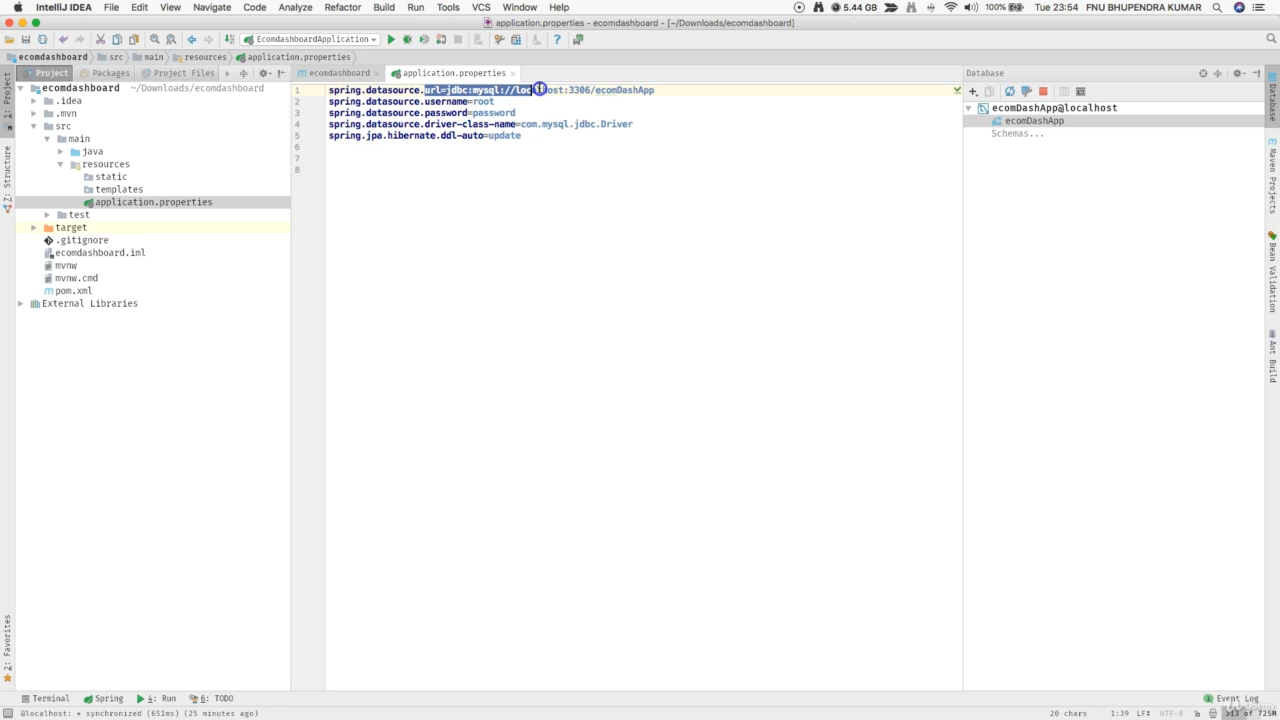 IntelliJ IDEA File Edit View Navigate Code Analyze Refactor Build Run Tools VCS Window Help 5.44 GB 100% Tue 23:54 FNU BHUPENDRA KUMAR
application.properties - ecomdashboard - [~/Downloads/ecomdashboard]
EcomdashboardApplication
ecomdashboard src main resources application.properties
Project Packages Project Files ecomdashboard application.properties Database
1: Project
Z: Structure
2: Favorites
ecomdashboard ~/Downloads/ecomdashboard
.idea
.mvn
src
main
java
resources
static
templates
application.properties
test
target
.gitignore
ecomdashboard.iml
mvnw
mvnw.cmd
pom.xml
External Libraries
1 spring.datasource.url=jdbc:mysql://localhost:3306/ecomDashApp
2 spring.datasource.username=root
3 spring.datasource.password=password
4 spring.datasource.driver-class-name=com.mysql.jdbc.Driver
5 spring.jpa.hibernate.ddl-auto=update
6
7
8
ecomDashApp@localhost
ecomDashApp
Schemas...
Database
Maven Projects
Bean Validation
Ant Build
Terminal Spring 4: Run 6: TODO 1 Event Log
@localhost: * synchronized (651ms) (25 minutes ago) 20 chars 1:39 LF÷ UTF-8 313 of 725M